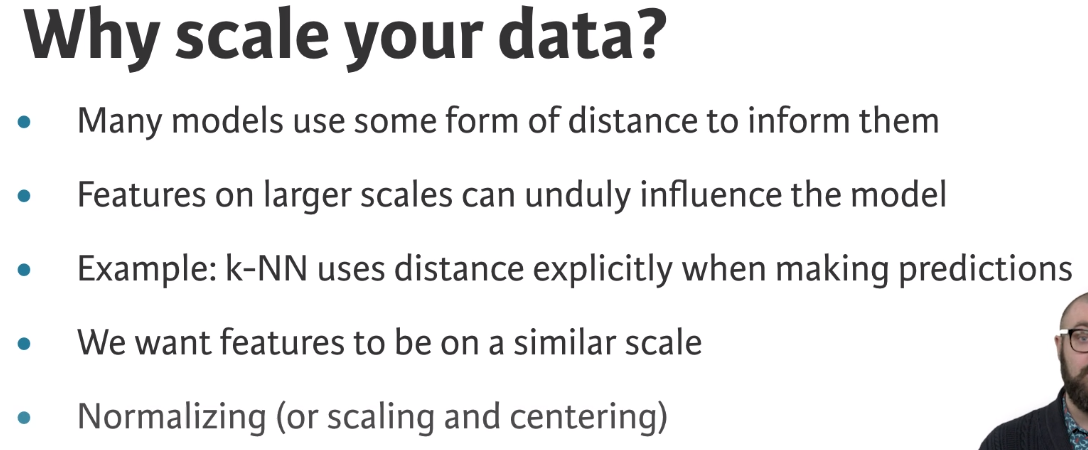 Why scale your data?
• Many models use some form of distance to inform them
• Features on larger scales can unduly influence the model
• Example: k-NN uses distance explicitly when making predictions
• We want features to be on a similar scale
• Normalizing (or scaling and centering)